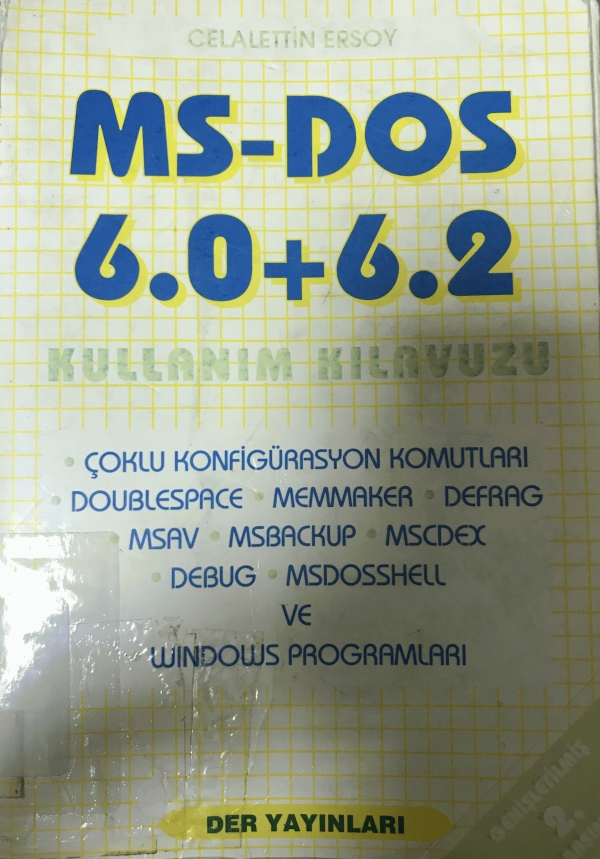 CELALETTİN ERSOY
MS-DOS
6.0+6.2
KULLANIM KILAVUZU
• ÇOKLU KONFİGÜRASYON KOMUTLARI
• DOUBLESPACE • MEMMAKER • DEFRAG
• MSAV • MSBACKUP • MSCDEX
• DEBUG • MSDOSSHELL
VE
WINDOWS PROGRAMLARI
GENİŞLETİLMİŞ
2.
DER YAYINLARI